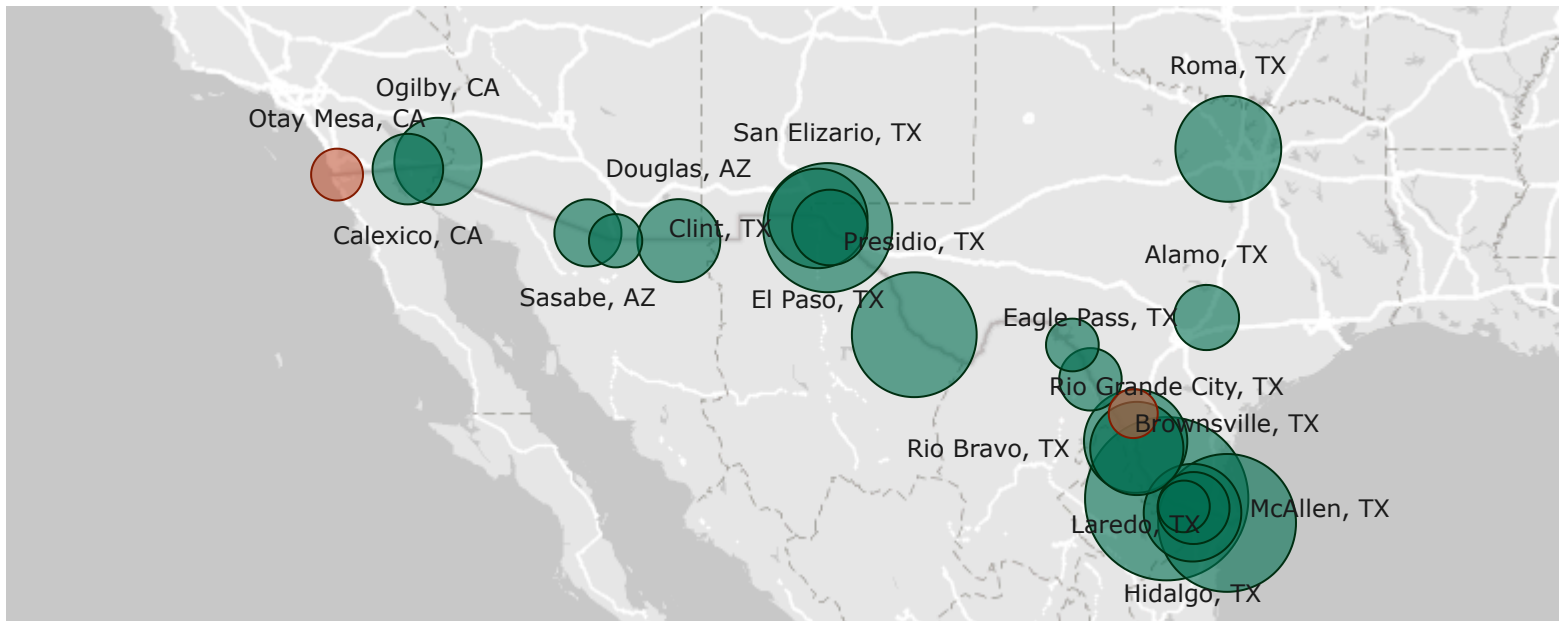 Roma, TX
Ogilby, CA
Otay Mesa, CA
San Elizario, TX
Douglas, AZ
Clint, TX
Calexico, CA
Presidio, TX
Alamo, TX
Sasabe, AZ
El Paso, TX
Eagle Pass, TX
Rio Grande City, TX
Brownsville, TX
Rio Bravo, TX
McAllen, TX
Laredo, TX
Hidalgo, TX